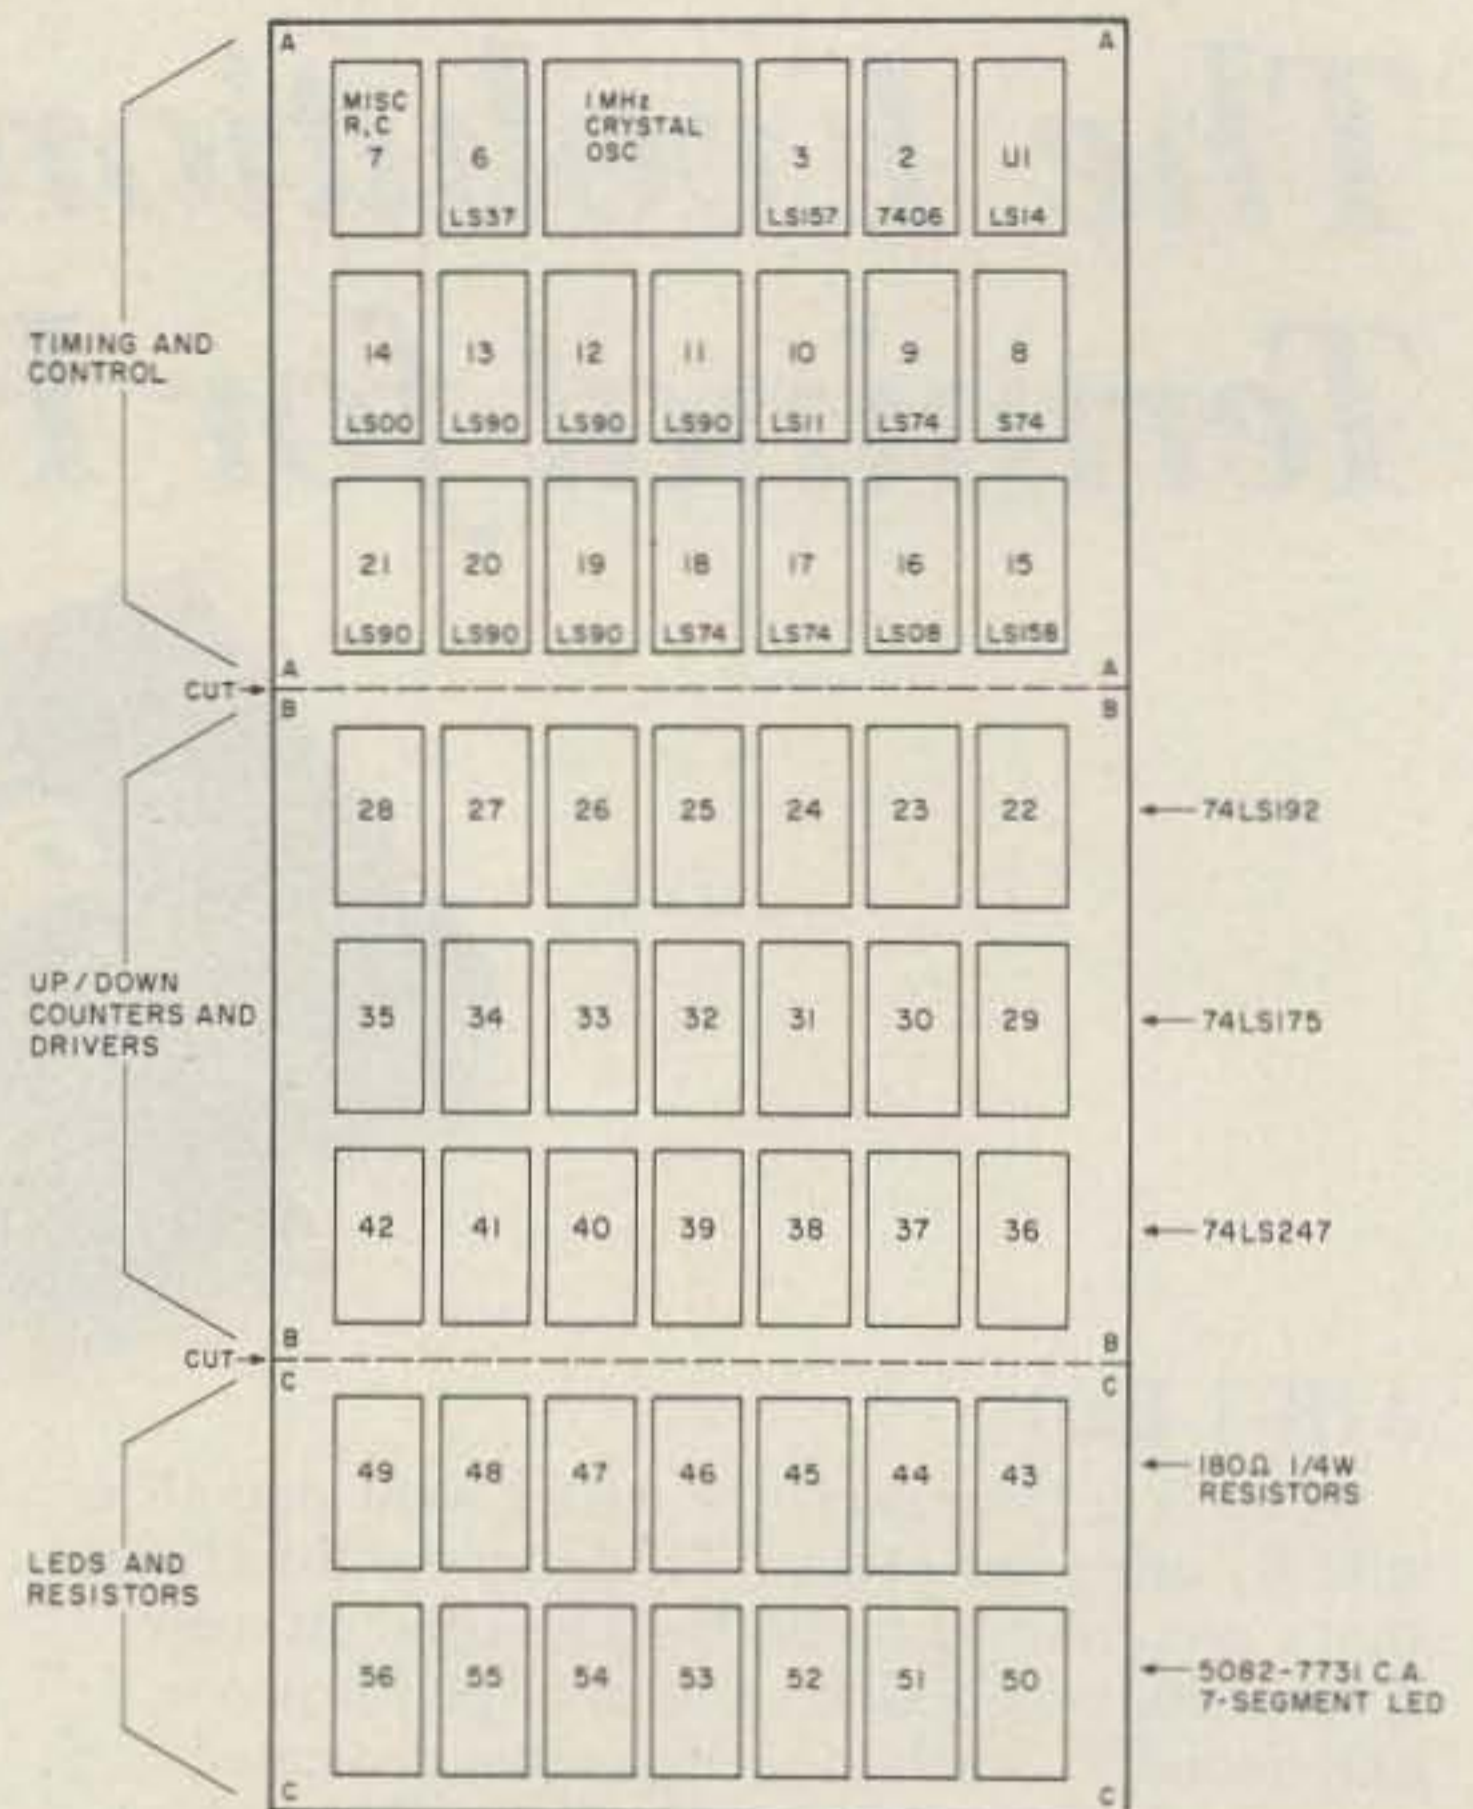 A A
MISC
R,C
7
6
LS37
1 MHz
CRYSTAL
OSC
3
LS157
2
7406
U1
LS14
TIMING AND
CONTROL
14 13 12 11 10 9 8
LS00 LS90 LS90 LS90 LS11 LS74 S74
21 20 19 18 17 16 15
LS90 LS90 LS90 LS74 LS74 LS08 LS158
A A
CUT
B B
28 27 26 25 24 23 22
74LS192
UP/DOWN
COUNTERS AND
DRIVERS
35 34 33 32 31 30 29
74LS175
42 41 40 39 38 37 36
74LS247
B B
CUT
C C
49 48 47 46 45 44 43
180Ω 1/4W
RESISTORS
LEDS AND
RESISTORS
56 55 54 53 52 51 50
5082-7731 C.A.
7-SEGMENT LED
C C